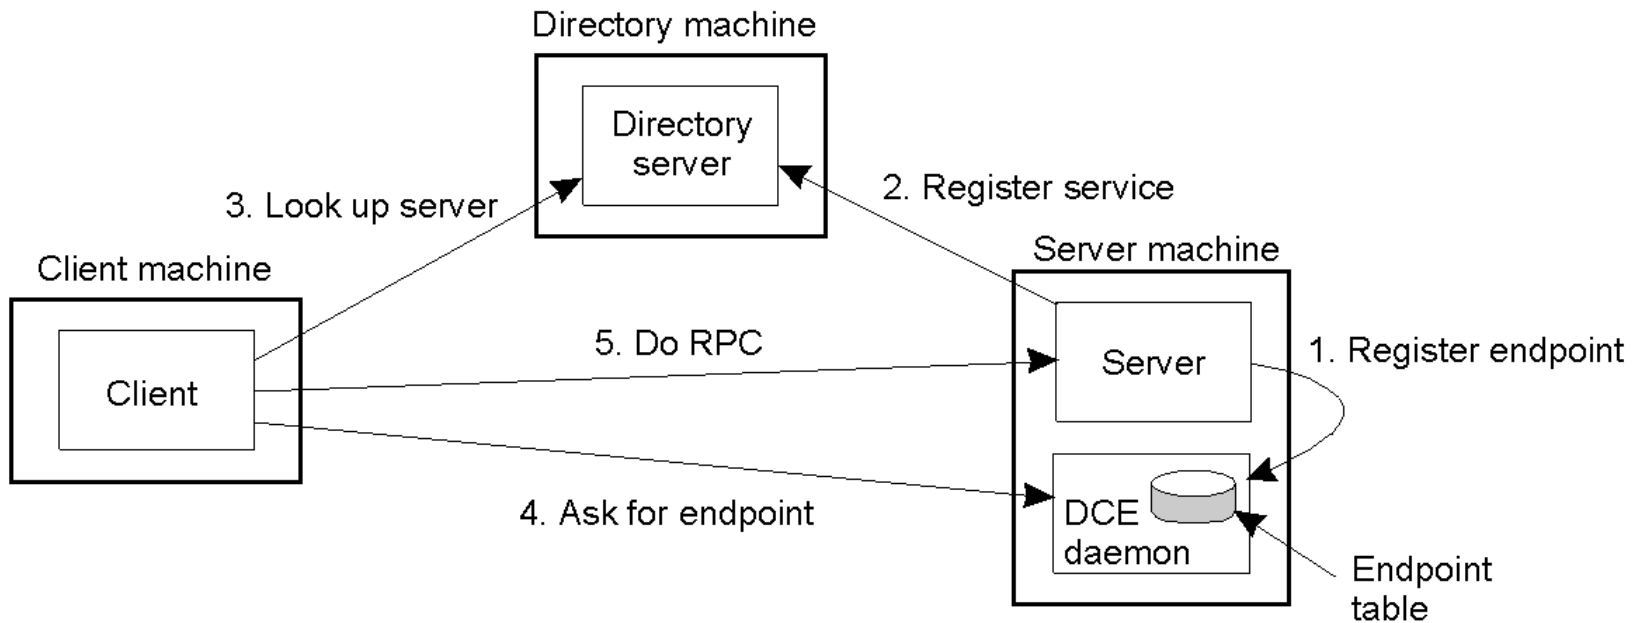 Directory machine
Directory
server
2. Register service
3. Look up server
Server machine
Client machine
5. Do RPC
1. Register endpoint
Server
Client
4. Ask for endpoint
DCE
daemon
Endpoint
table